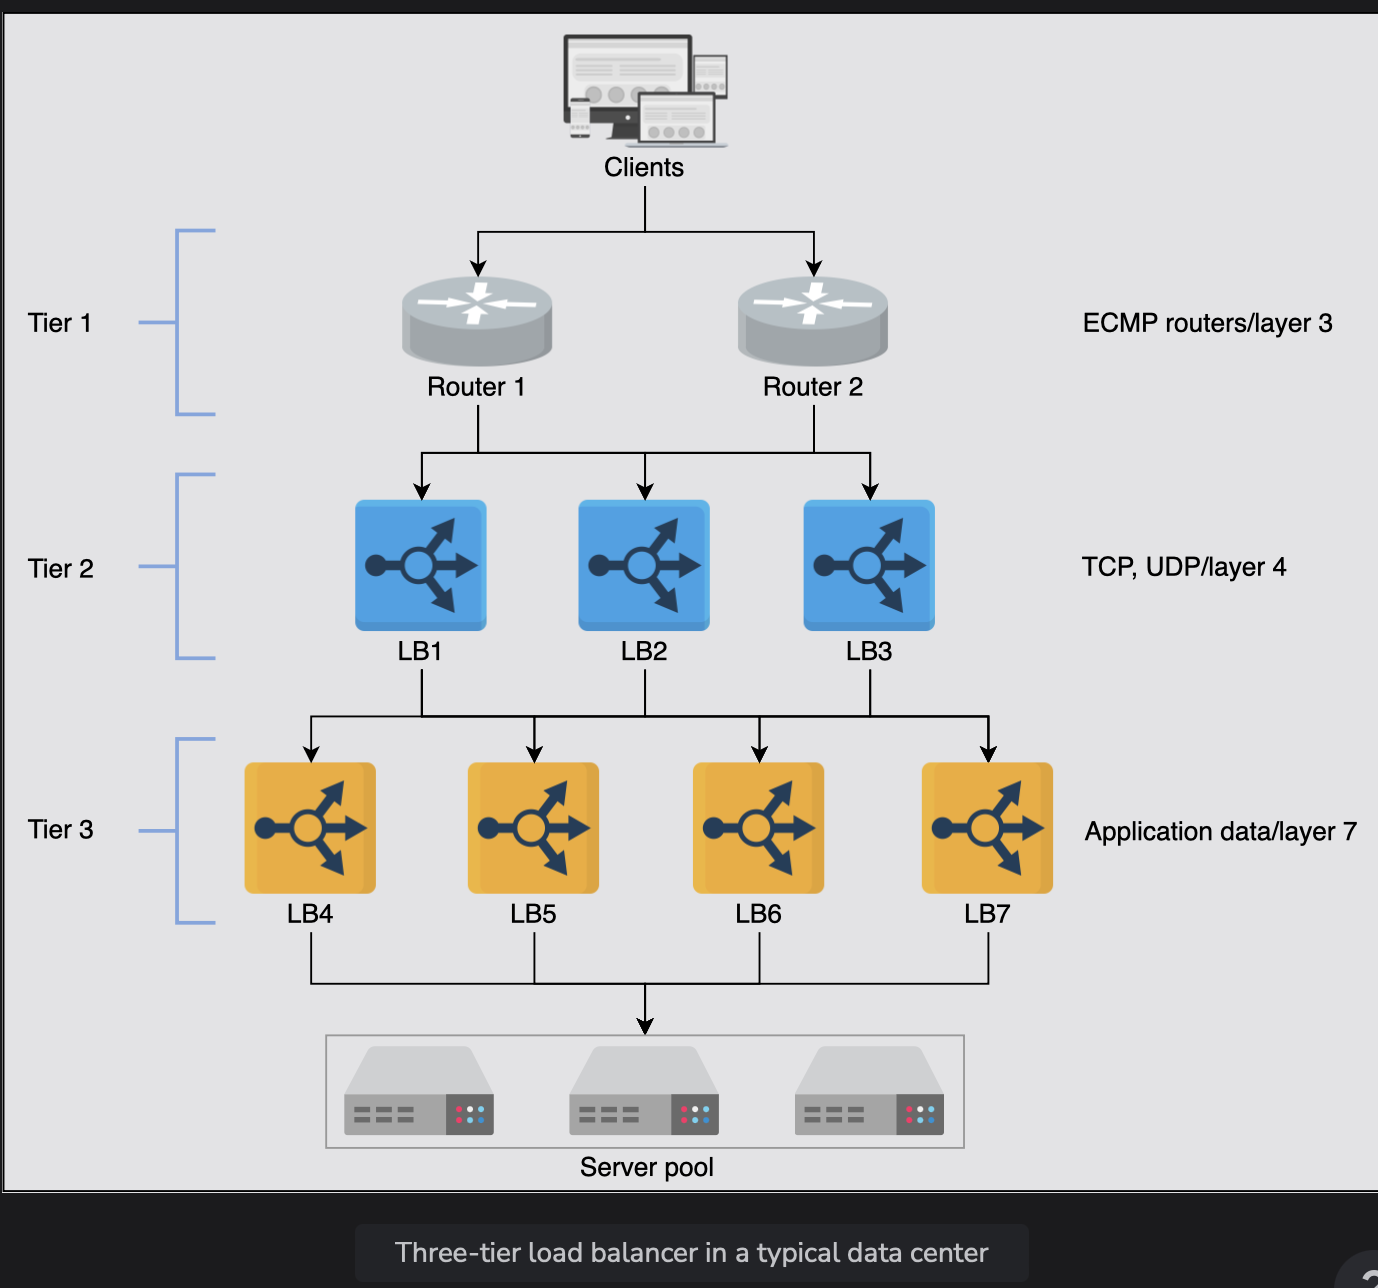 Clients
Tier 1
ECMP routers/layer 3
Router 1
Router 2
Tier 2
TCP, UDP/layer 4
LB1
LB2
LB3
Tier 3
Application data/layer 7
LB4
LB5
LB6
LB7
Server pool
Three-tier load balancer in a typical data center